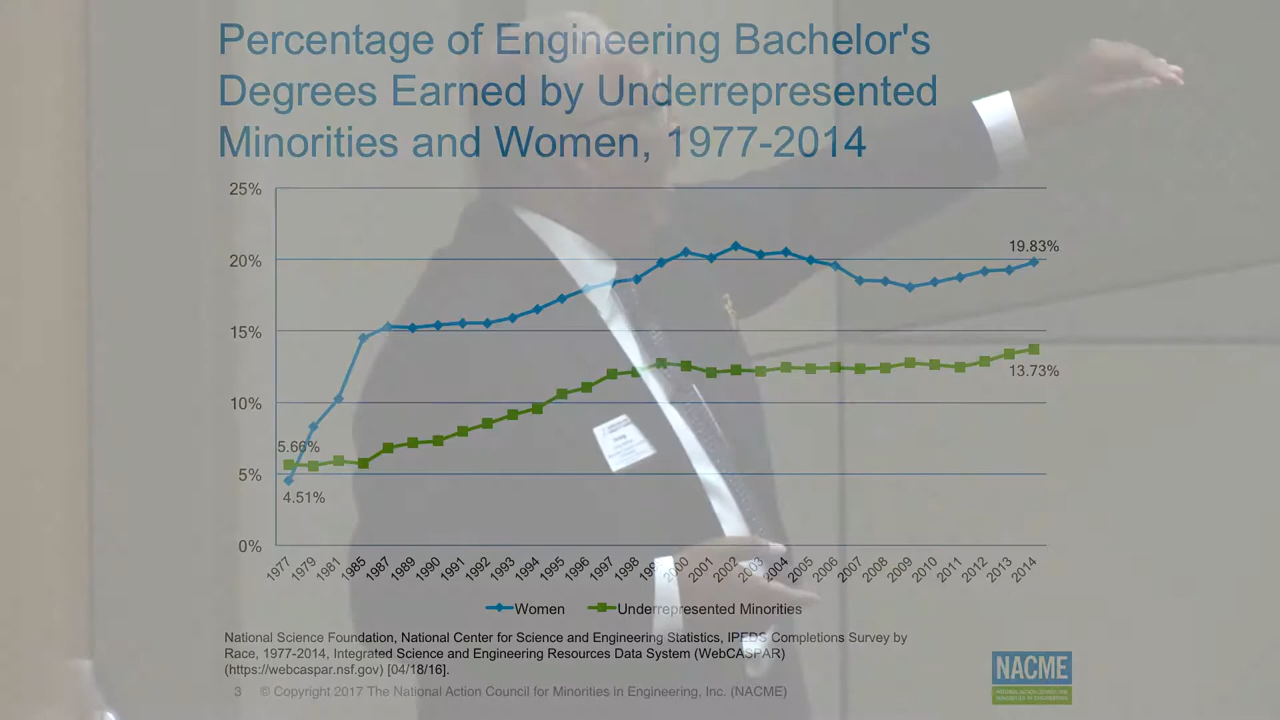 Percentage of Engineering Bachelor's
Degrees Earned by Underrepresented
Minorities and Women, 1977-2014
25%
20%
15%
10%
5%
0%
19.83%
13.73%
5.66%
4.51%
1977 1979 1981 1985 1987 1989 1990 1991 1992 1993 1994 1995 1996 1997 1998 2000 2001 2002 2003 2004 2005 2006 2007 2008 2009 2010 2011 2012 2013 2014
Women Underrepresented Minorities
National Science Foundation, National Center for Science and Engineering Statistics, IPEDS Completions Survey by
Race, 1977-2014, Integrated Science and Engineering Resources Data System (WebCASPAR)
(https://webcaspar.nsf.gov) [04/18/16].
3 © Copyright 2017 The National Action Council for Minorities in Engineering, Inc. (NACME)
NACME